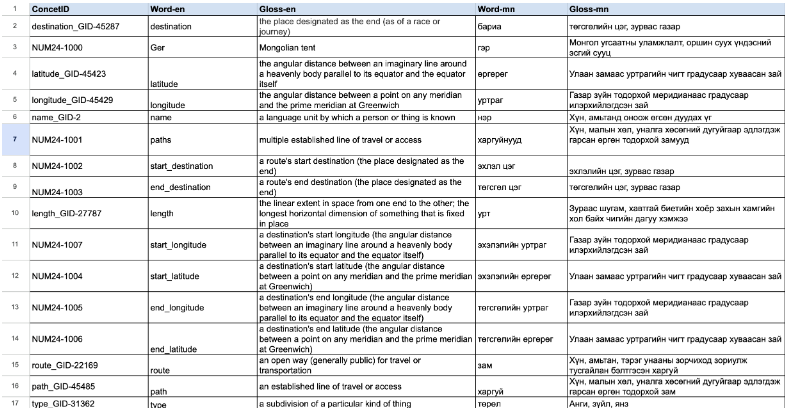 1 ConcetID Word-en Gloss-en Word-mn Gloss-mn
2 destination_GID-45287 destination the place designated as the end (as of a race or journey) бариа төгсгөлийн цэг, зурвас газар
3 NUM24-1000 Ger Mongolian tent гэр Монгол угсаатны уламжлалт, оршин суух үндэсний эсгий сууц
4 latitude_GID-45423 latitude the angular distance between an imaginary line around a heavenly body parallel to its equator and the equator itself өргөрөг Улаан замаас уртрагийн чигт градусаар хуваасан зай
5 longitude_GID-45429 longitude the angular distance between a point on any meridian and the prime meridian at Greenwich уртраг Газар зүйн тодорхой меридианаас градусаар илэрхийлэгдсэн зай
6 name_GID-2 name a language unit by which a person or thing is known нэр Хүн, амьтанд оноож өгсөн дуудах үг
7 NUM24-1001 paths multiple established line of travel or access харгуйнууд Хүн, малын хөл, уналга хөсөгний дугуйгаар эдлэгдэж гарсан өргөн тодорхой замууд
8 NUM24-1002 start_destination a route's start destination (the place designated as the end) эхлэл цэг эхлэлийн цэг, зурвас газар
9 NUM24-1003 end_destination a route's end destination (the place designated as the end) төгсгөл цэг төгсгөлийн цэг, зурвас газар
10 length_GID-27787 length the linear extent in space from one end to the other; the longest horizontal dimension of something that is fixed in place урт Зураас шугам, хавтгай биетийн хоёр захын хамгийн хол байх чигийн дагуу хэмжээ
11 NUM24-1007 start_longitude a destination's start longitude (the angular distance between an imaginary line around a heavenly body parallel to its equator and the equator itself) эхэлэлийн уртраг Газар зүйн тодорхой меридианаас градусаар илэрхийлэгдсэн зай
12 NUM24-1004 start_latitude a destination's start latitude (the angular distance between a point on any meridian and the prime meridian at Greenwich) эхэлэлийн өргөрөг Улаан замаас уртрагийн чигт градусаар хуваасан зай
13 NUM24-1005 end_longitude a destination's end longitude (the angular distance between an imaginary line around a heavenly body parallel to its equator and the equator itself) төгсгөлийн уртраг Газар зүйн тодорхой меридианаас градусаар илэрхийлэгдсэн зай
14 NUM24-1006 end_latitude a destination's end latitude (the angular distance between a point on any meridian and the prime meridian at Greenwich) төгсгөлийн өргөрөг Улаан замаас уртрагийн чигт градусаар хуваасан зай
15 route_GID-22169 route an open way (generally public) for travel or transportation зам Хүн, амьтан, тэрэг унааны зорчиход зориулж тусгайлан бэлтгэсэн харгуй
16 path_GID-45485 path an established line of travel or access харгуй Хүн, малын хөл, уналга хөсөгний дугуйгаар эдлэгдэж гарсан өргөн тодорхой зам
17 type_GID-31362 type a subdivision of a particular kind of thing төрөл Анги, зүйл, янз